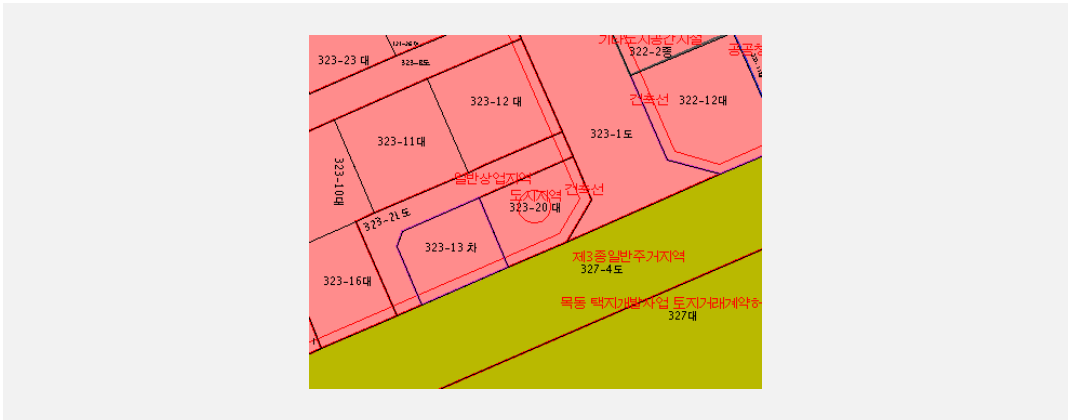 323-23 대
323-8도
기타도시공간시설
322-2종
322-12대
건축선
323-12 대
323-11대
323-1도
323-10대
일반상업지역
도시지역
건축선
323-20 대
323-21도
323-13 차
323-16대
제3종일반주거지역
327-4도
목동 택지개발사업 토지거래계약허
327대